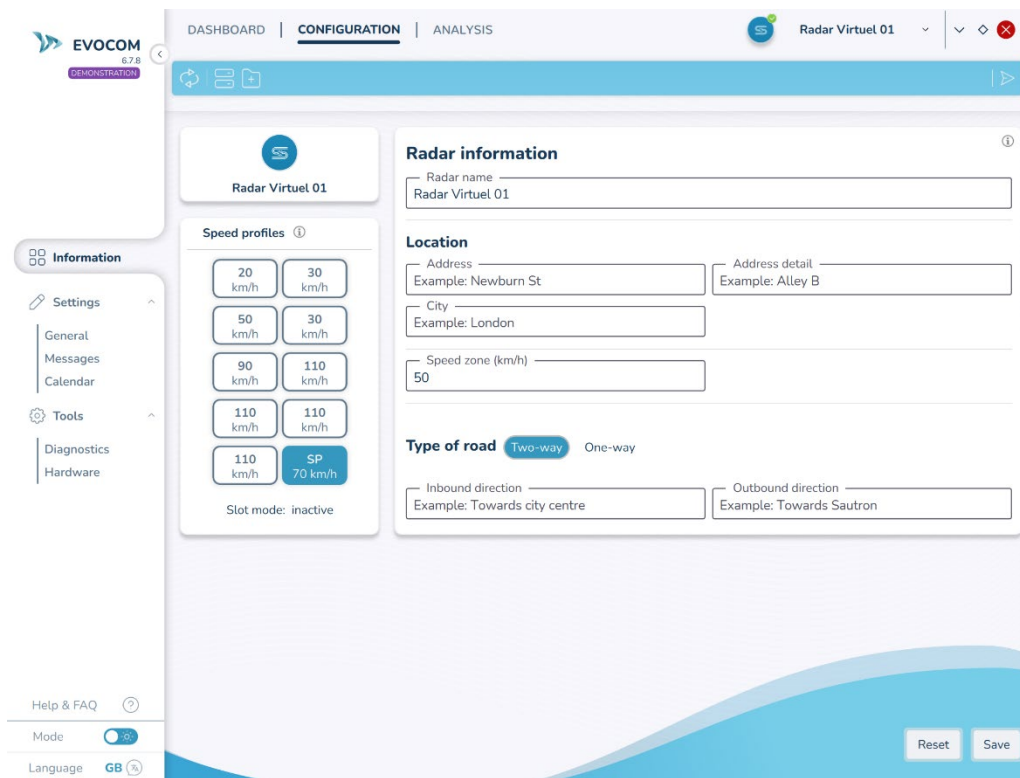 EVOCOM
6.7.8
DEMONSTRATION
DASHBOARD | CONFIGURATION | ANALYSIS
Radar Virtuel 01
Information
Settings
General
Messages
Calendar
Tools
Diagnostics
Hardware
Help & FAQ
Mode
Language GB
Radar Virtuel 01
Speed profiles
20 km/h
30 km/h
50 km/h
30 km/h
90 km/h
110 km/h
110 km/h
110 km/h
110 km/h
SP 70 km/h
Slot mode: inactive
Radar information
Radar name
Radar Virtuel 01
Location
Address
Example: Newburn St
Address detail
Example: Alley B
City
Example: London
Speed zone (km/h)
50
Type of road Two-way One-way
Inbound direction
Example: Towards city centre
Outbound direction
Example: Towards Sautron
Reset Save